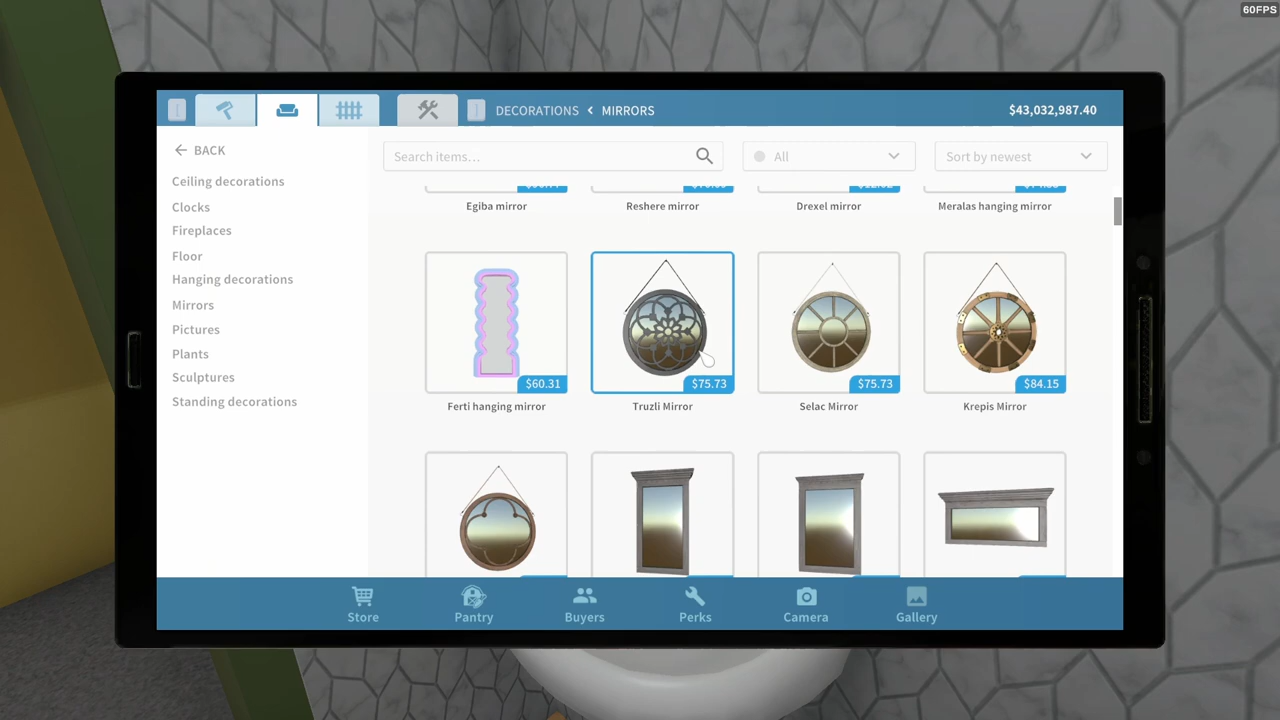 60FPS
DECORATIONS < MIRRORS
$43,032,987.40
BACK
Search items...
All
Sort by newest
Ceiling decorations
Clocks
Fireplaces
Floor
Hanging decorations
Mirrors
Pictures
Plants
Sculptures
Standing decorations
Egiba mirror
Reshere mirror
Drexel mirror
Meralas hanging mirror
$60.31
$75.73
$75.73
$84.15
Ferti hanging mirror
Truzli Mirror
Selac Mirror
Krepis Mirror
Store
Pantry
Buyers
Perks
Camera
Gallery